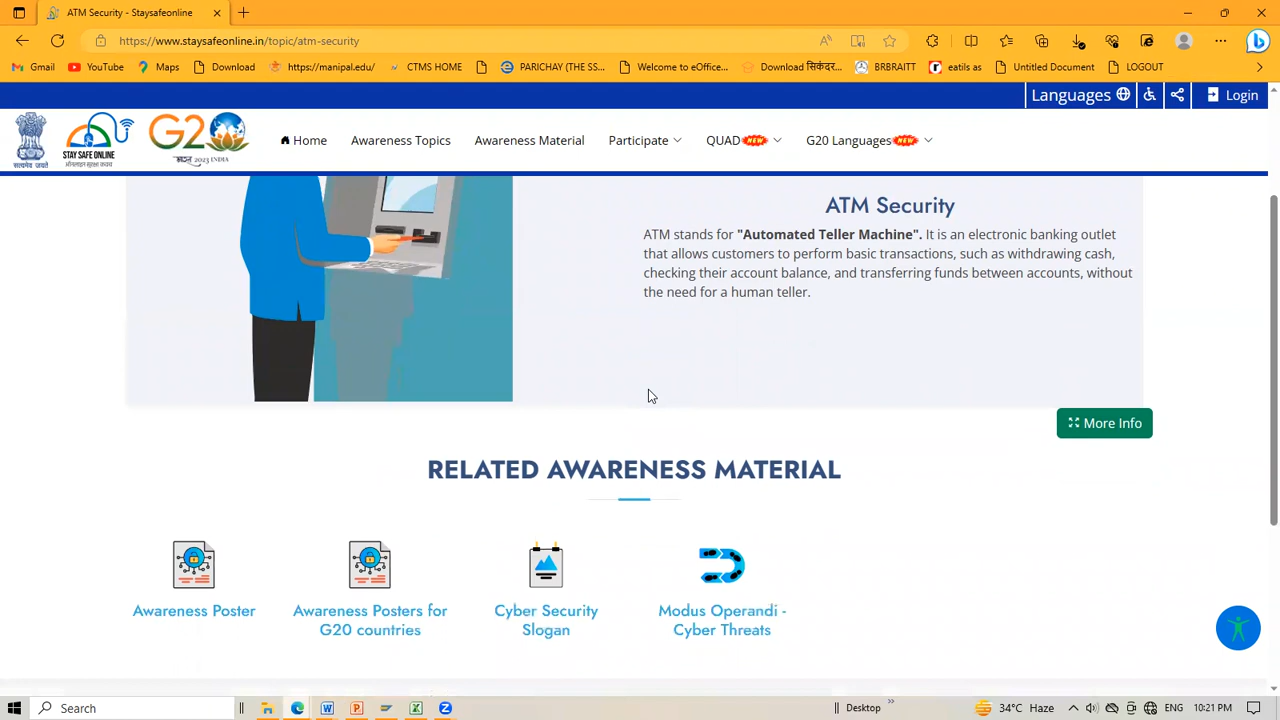 ATM Security - Staysafeonline
https://www.staysafeonline.in/topic/atm-security
Gmail YouTube Maps Download https://manipal.edu/ CTMS HOME PARICHAY (THE SS... Welcome to eOffice... Download सिकंदर... BRBRAITT eatils as Untitled Document LOGOUT
Languages Login
सत्यमेव जयते STAY SAFE ONLINE G2 2023 INDIA
Home Awareness Topics Awareness Material Participate QUAD NEW G20 Languages NEW
ATM Security
ATM stands for "Automated Teller Machine". It is an electronic banking outlet
that allows customers to perform basic transactions, such as withdrawing cash,
checking their account balance, and transferring funds between accounts, without
the need for a human teller.
More Info
RELATED AWARENESS MATERIAL
Awareness Poster
Awareness Posters for
G20 countries
Cyber Security
Slogan
Modus Operandi -
Cyber Threats
Search Desktop 34°C Haze ENG 10:21 PM